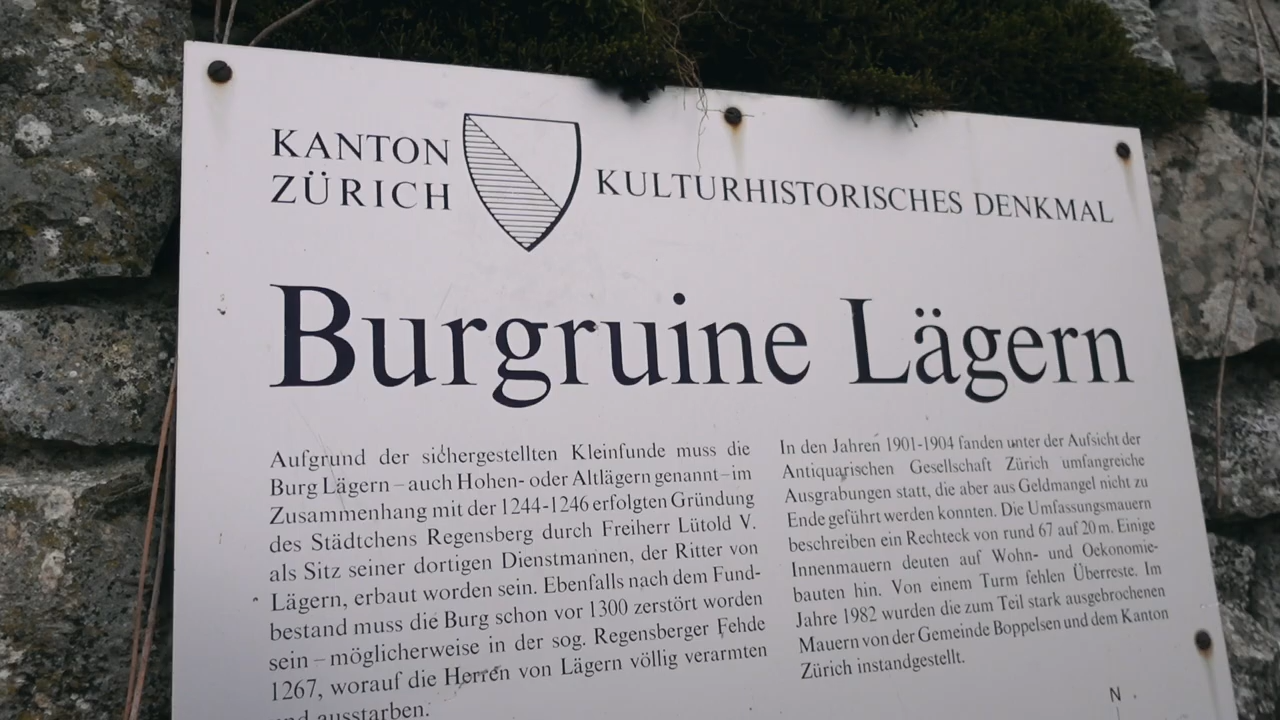 KANTON
ZÜRICH
KULTURHISTORISCHES DENKMAL
Burgruine Lägern
Aufgrund der sichergestellten Kleinfunde muss die
Burg Lägern – auch Hohen- oder Altlägern genannt – im
Zusammenhang mit der 1244-1246 erfolgten Gründung
des Städtchens Regensberg durch Freiherr Lütold V.
als Sitz seiner dortigen Dienstmannen, der Ritter von
Lägern, erbaut worden sein. Ebenfalls nach dem Fund-
bestand muss die Burg schon vor 1300 zerstört worden
sein – möglicherweise in der sog. Regensberger Fehde
1267, worauf die Herren von Lägern völlig verarmten
und ausstarben.
In den Jahren 1901-1904 fanden unter der Aufsicht der
Antiquarischen Gesellschaft Zürich umfangreiche
Ausgrabungen statt, die aber aus Geldmangel nicht zu
Ende geführt werden konnten. Die Umfassungsmauern
beschreiben ein Rechteck von rund 67 auf 20 m. Einige
Innenmauern deuten auf Wohn- und Oekonomie-
bauten hin. Von einem Turm fehlen Überreste. Im
Jahre 1982 wurden die zum Teil stark ausgebrochenen
Mauern von der Gemeinde Boppelsen und dem Kanton
Zürich instandgestellt.
N